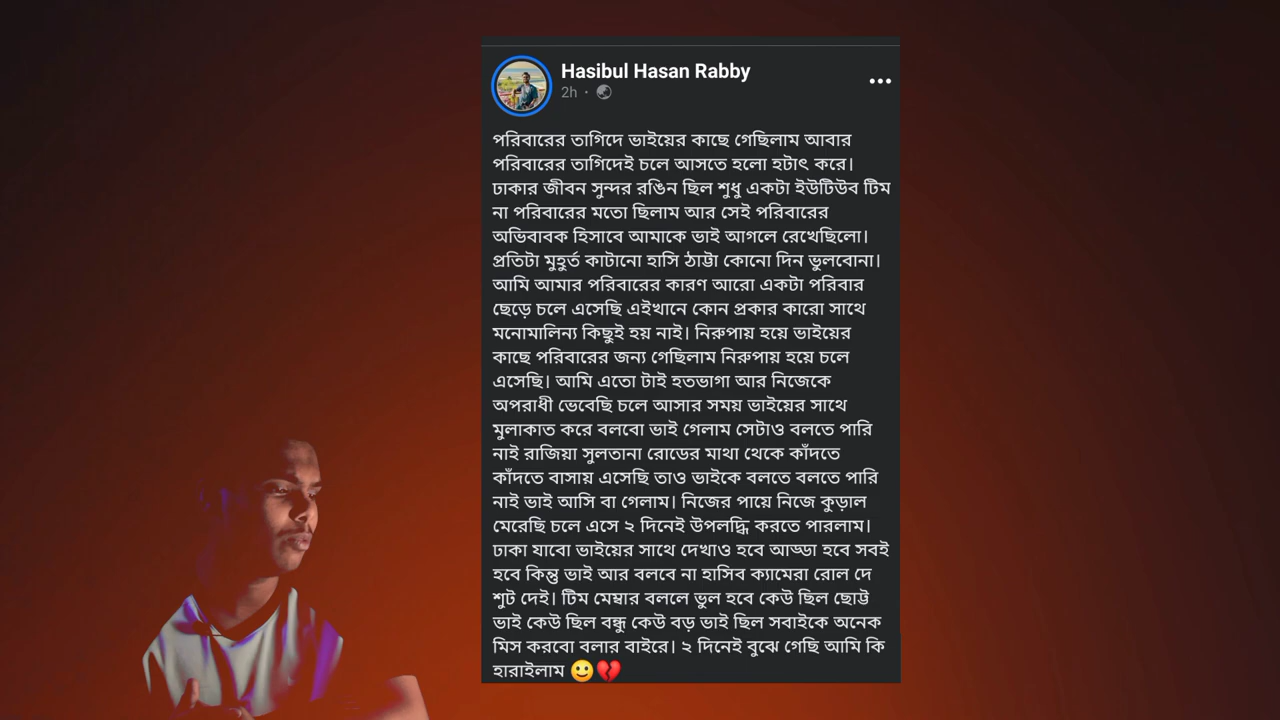 Hasibul Hasan Rabby
2h ·
পরিবারের তাগিদে ভাইয়ের কাছে গেছিলাম আবার
পরিবারের তাগিদেই চলে আসতে হলো হটাৎ করে।
ঢাকার জীবন সুন্দর রঙিন ছিল শুধু একটা ইউটিউব টিম
না পরিবারের মতো ছিলাম আর সেই পরিবারের
অভিবাবক হিসাবে আমাকে ভাই আগলে রেখেছিলো।
প্রতিটা মুহুর্ত কাটানো হাসি ঠাট্টা কোনো দিন ভুলবোনা।
আমি আমার পরিবারের কারণ আরো একটা পরিবার
ছেড়ে চলে এসেছি এইখানে কোন প্রকার কারো সাথে
মনোমালিন্য কিছুই হয় নাই। নিরুপায় হয়ে ভাইয়ের
কাছে পরিবারের জন্য গেছিলাম নিরুপায় হয়ে চলে
এসেছি। আমি এতো টাই হতভাগা আর নিজেকে
অপরাধী ভেবেছি চলে আসার সময় ভাইয়ের সাথে
মুলাকাত করে বলবো ভাই গেলাম সেটাও বলতে পারি
নাই রাজিয়া সুলতানা রোডের মাথা থেকে কাঁদতে
কাঁদতে বাসায় এসেছি তাও ভাইকে বলতে বলতে পারি
নাই ভাই আসি বা গেলাম। নিজের পায়ে নিজে কুড়াল
মেরেছি চলে এসে ২ দিনেই উপলদ্ধি করতে পারলাম।
ঢাকা যাবো ভাইয়ের সাথে দেখাও হবে আড্ডা হবে সবই
হবে কিন্তু ভাই আর বলবে না হাসিব ক্যামেরা রোল দে
শুট দেই। টিম মেম্বার বললে ভুল হবে কেউ ছিল ছোট্ট
ভাই কেউ ছিল বন্ধু কেউ বড় ভাই ছিল সবাইকে অনেক
মিস করবো বলার বাইরে। ২ দিনেই বুঝে গেছি আমি কি
হারাইলাম 🙂💔